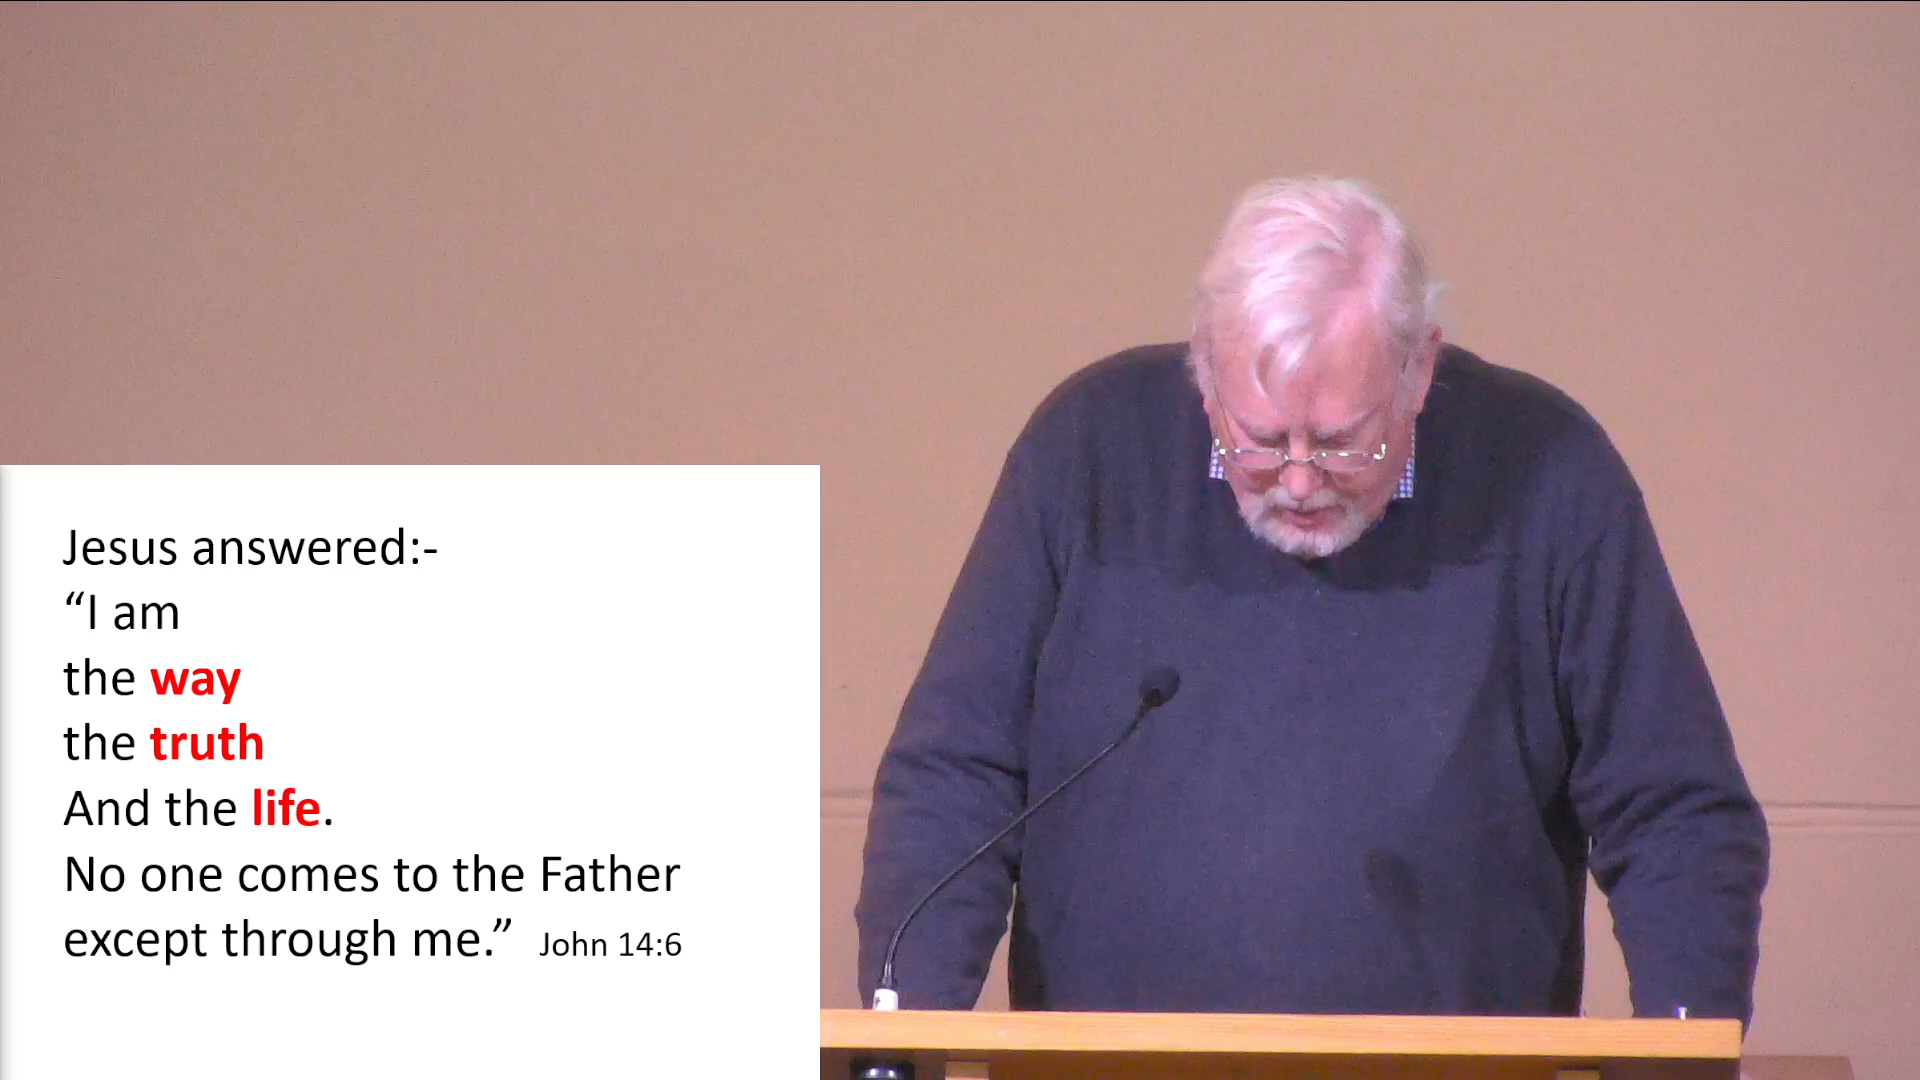 Jesus answered:-
“I am
the way
the truth
And the life.
No one comes to the Father
except through me.” John 14:6